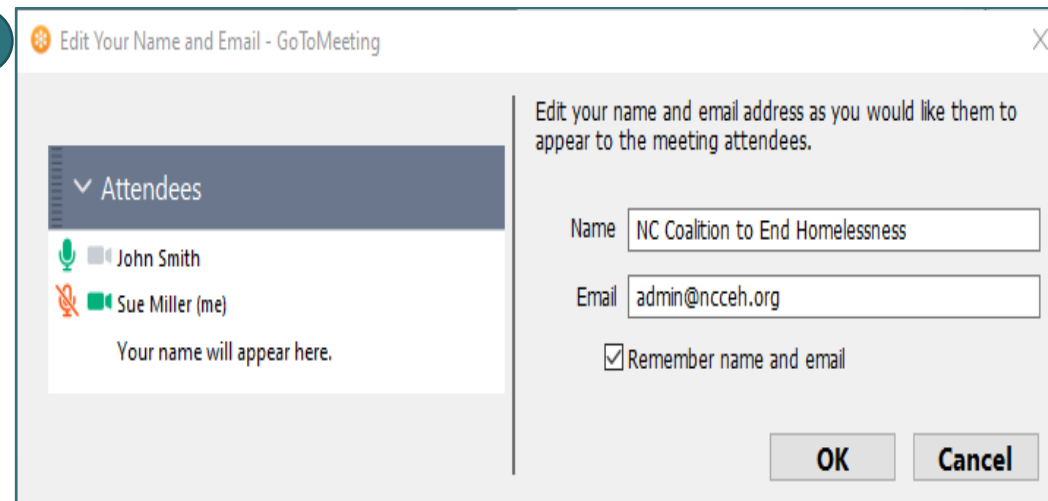 Edit Your Name and Email - GoToMeeting
Attendees
John Smith
Sue Miller (me)
Your name will appear here.
Edit your name and email address as you would like them to
appear to the meeting attendees.
Name NC Coalition to End Homelessness
Email admin@ncceh.org
Remember name and email
OK Cancel